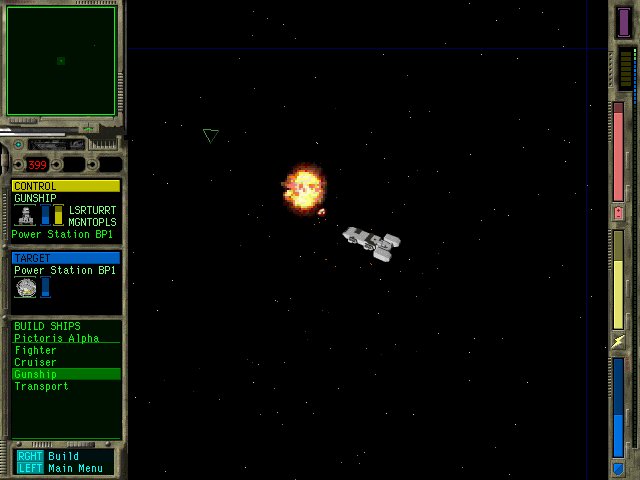 399
CONTROL
GUNSHIP
LSRTURRT
MGNTOPLS
Power Station BP1
TARGET
Power Station BP1
BUILD SHIPS
Pictoris Alpha
Fighter
Cruiser
Gunship
Transport
RGHT Build
LEFT Main Menu